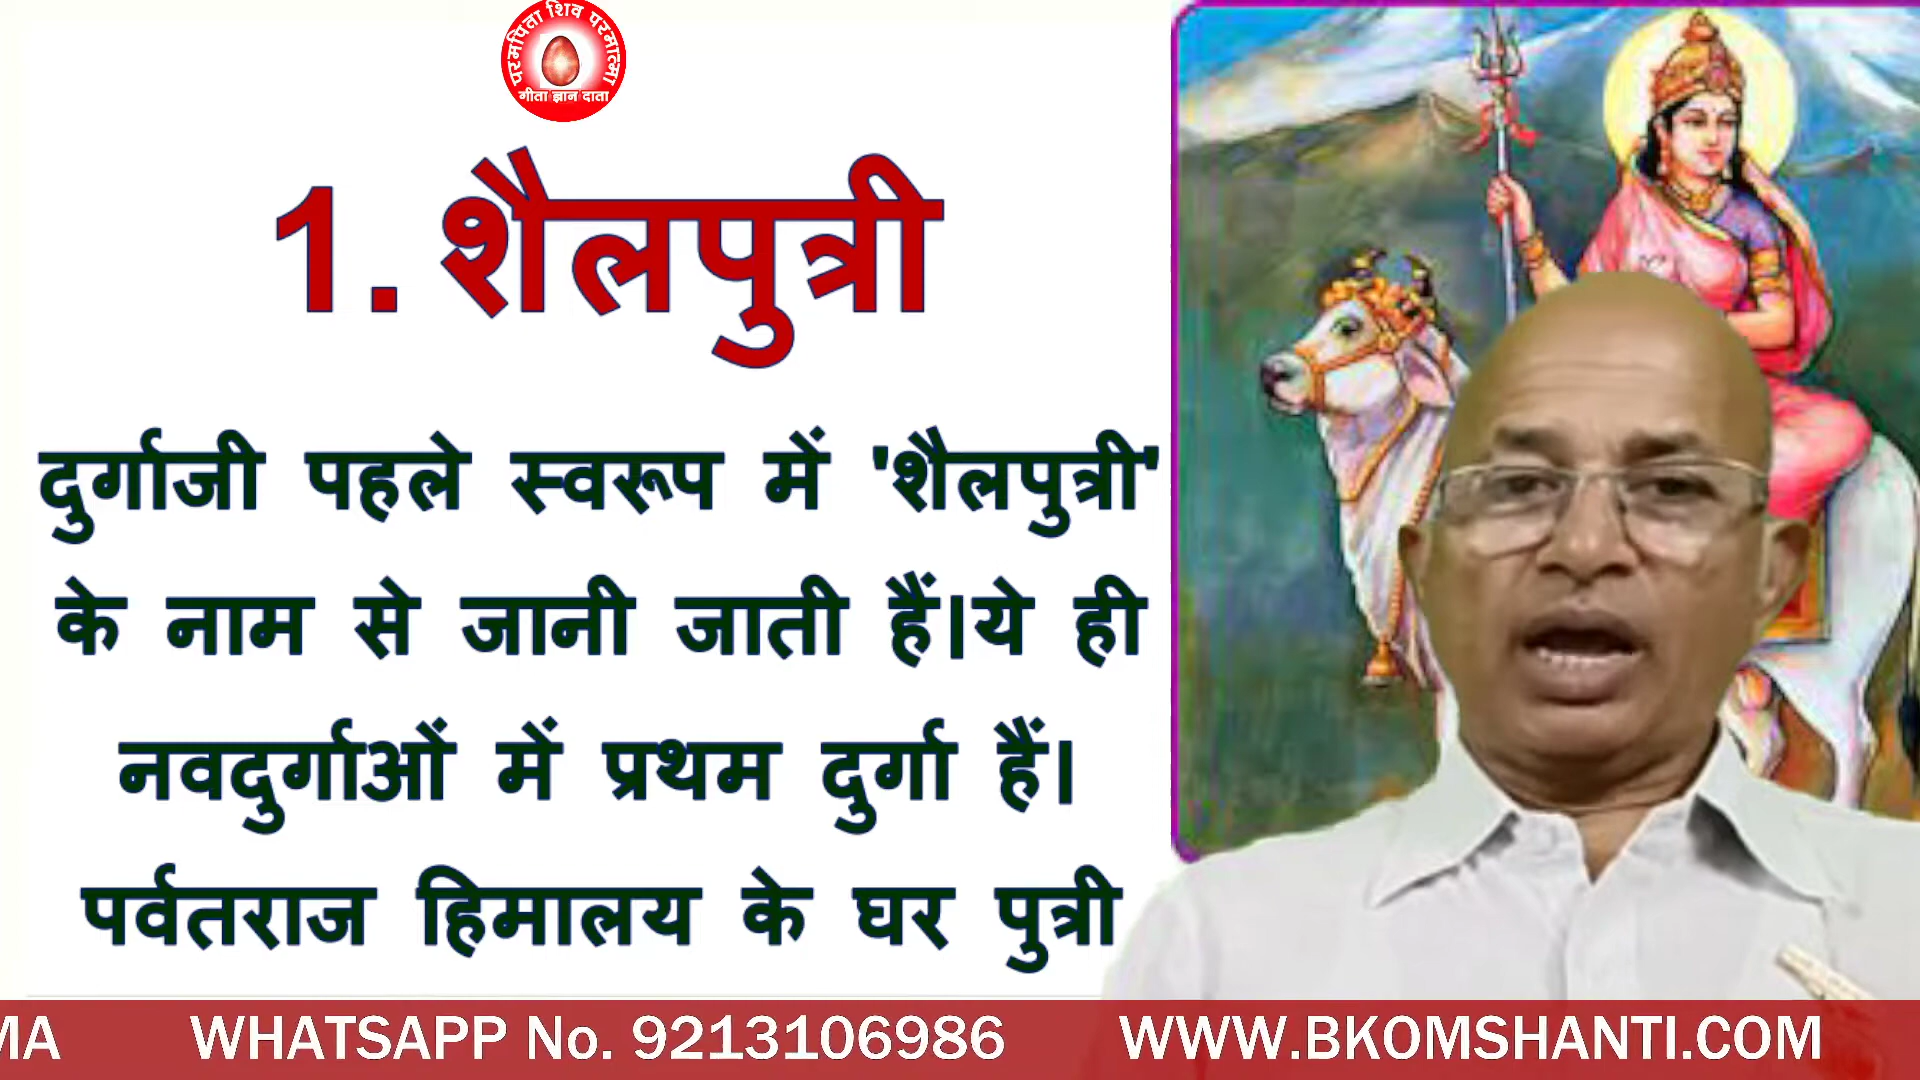 परमपिता शिव परमात्मा
गीता ज्ञान दाता
1. शैलपुत्री
दुर्गाजी पहले स्वरूप में 'शैलपुत्री'
के नाम से जानी जाती हैं।ये ही
नवदुर्गाओं में प्रथम दुर्गा हैं।
पर्वतराज हिमालय के घर पुत्री
MA WHATSAPP No. 9213106986 WWW.BKOMSHANTI.COM